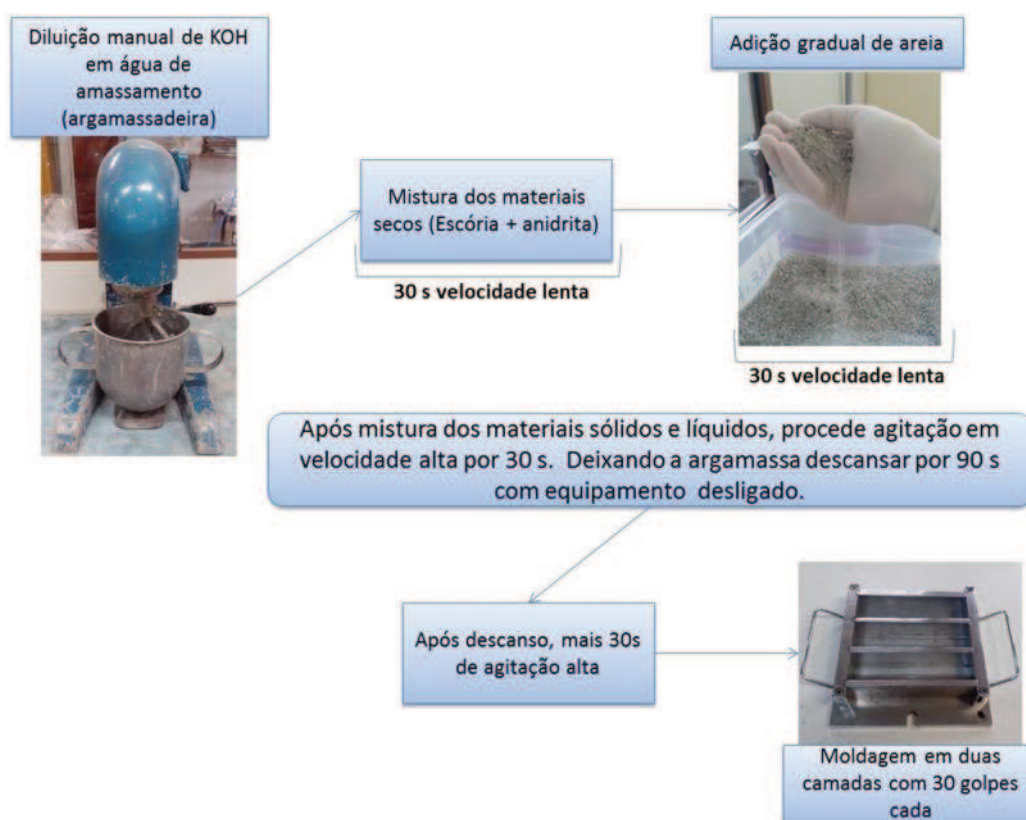 Diluição manual de KOH
em água de
amassamento
(argamassadeira)
Adição gradual de areia
Mistura dos materiais
secos (Escória + anidrita)
30 s velocidade lenta
30 s velocidade lenta
Após mistura dos materiais sólidos e líquidos, procede agitação em
velocidade alta por 30 s. Deixando a argamassa descansar por 90 s
com equipamento desligado.
Após descanso, mais 30s
de agitação alta
Moldagem em duas
camadas com 30 golpes
cada